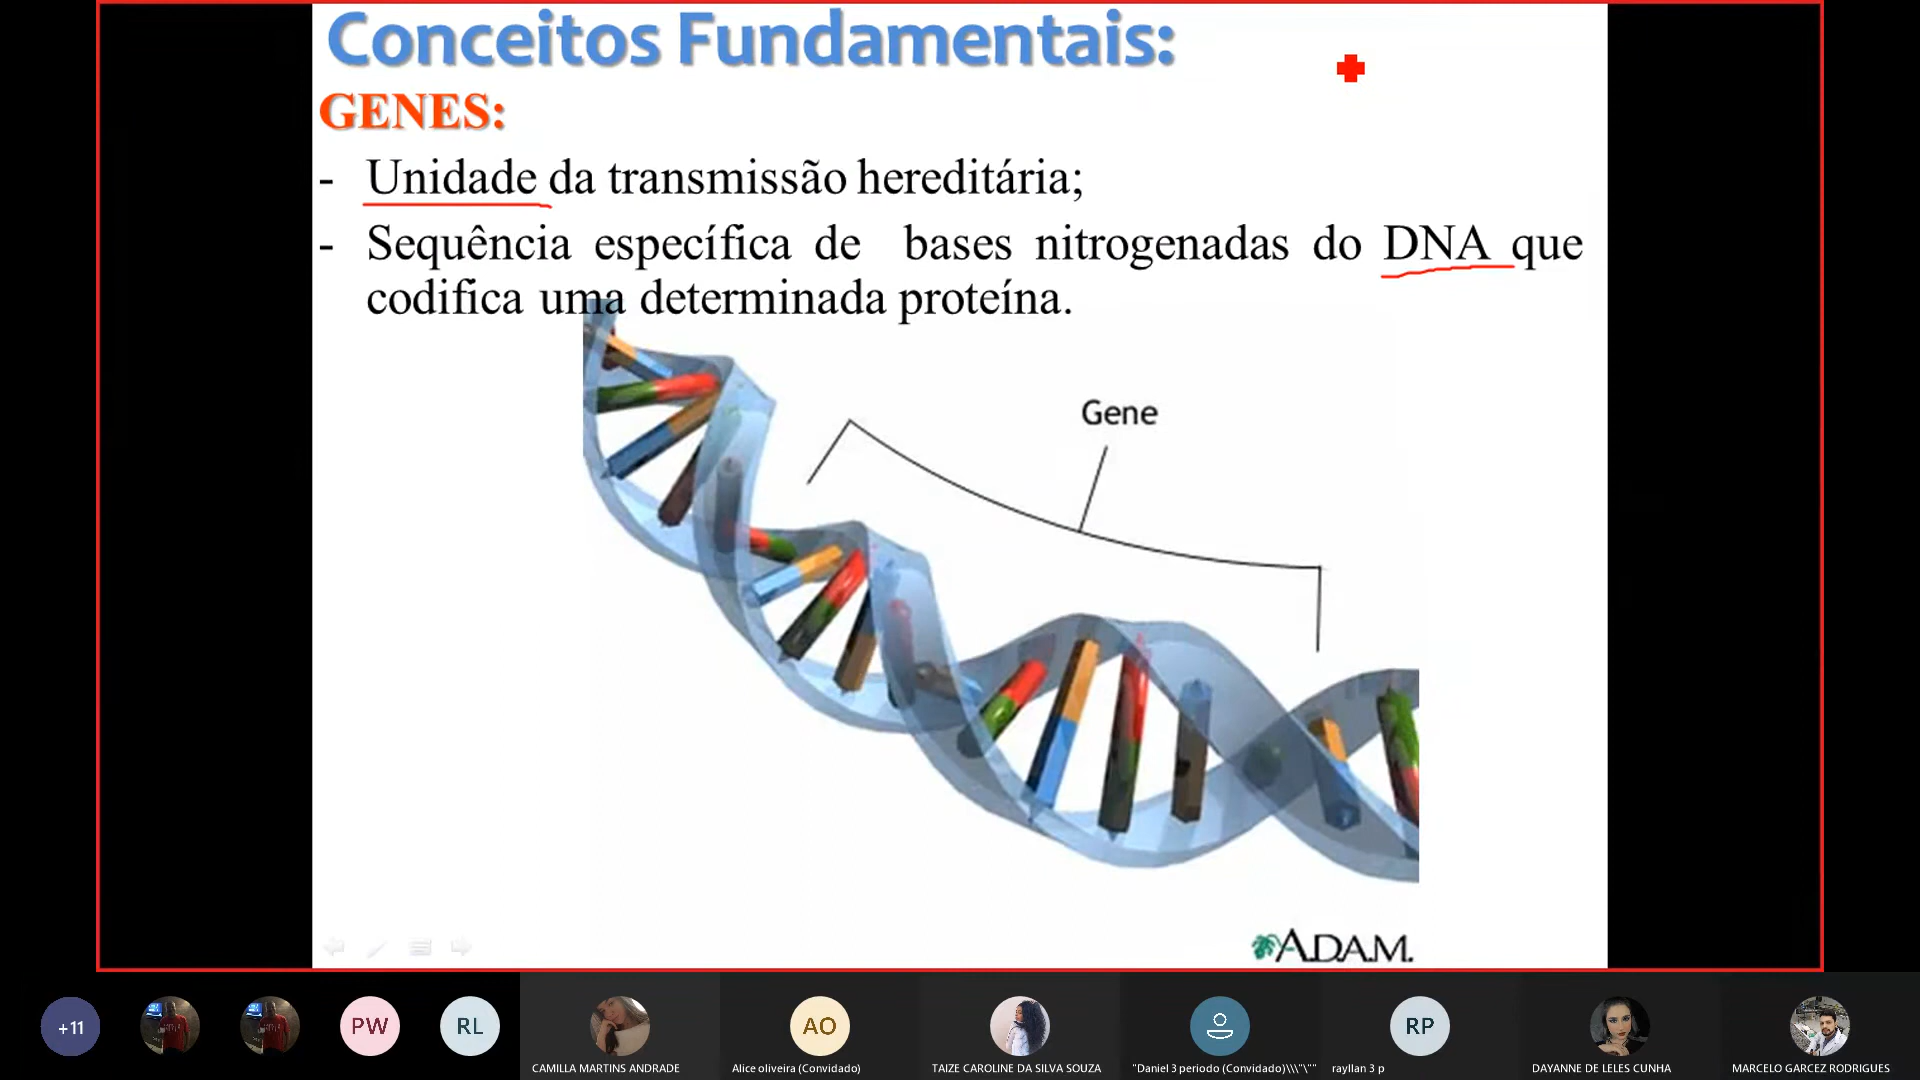 Conceitos Fundamentais:
GENES:
- Unidade da transmissão hereditária;
- Sequência específica de bases nitrogenadas do DNA que
codifica uma determinada proteína.
Gene
A.D.A.M.
+11
PW
RL
AO
RP
CAMILLA MARTINS ANDRADE
Alice oliveira (Convidado)
TAIZE CAROLINE DA SILVA SOUZA
"Daniel 3 periodo (Convidado)\\\"\""
rayllan 3 p
DAYANNE DE LELES CUNHA
MARCELO GARCEZ RODRIGUES